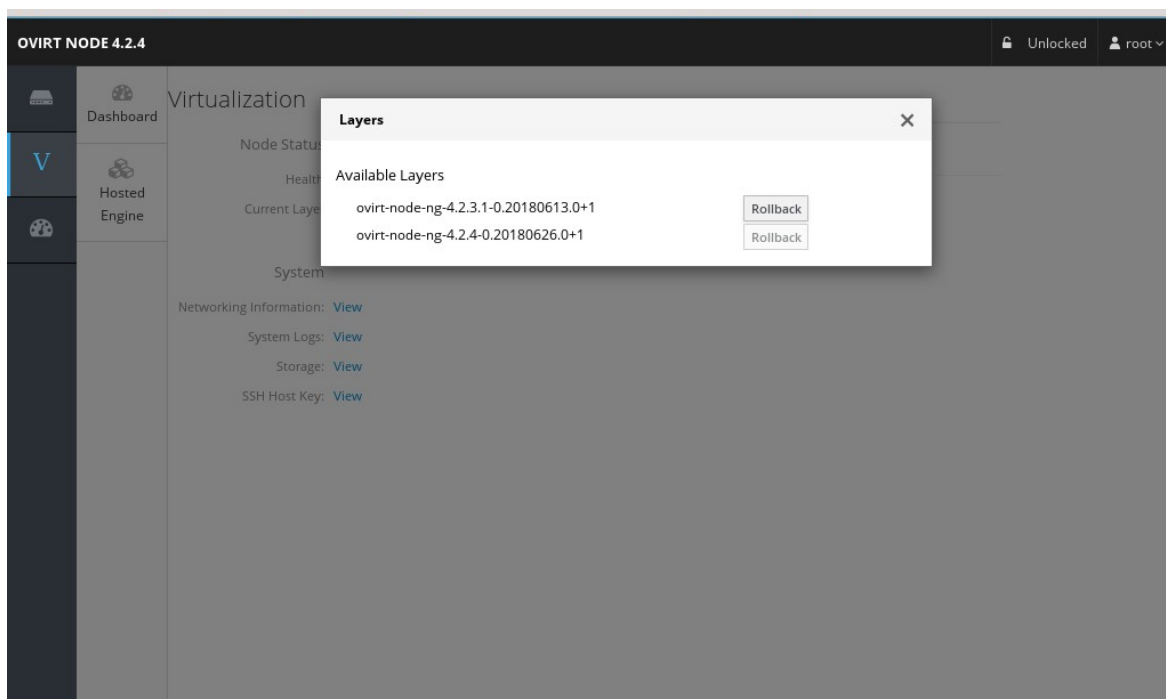 OVIRT NODE 4.2.4
Unlocked
root
Dashboard
Hosted
Engine
V
Virtualization
Node Status
Health
Current Laye
System
Networking Information: View
System Logs: View
Storage: View
SSH Host Key: View
Layers
Available Layers
ovirt-node-ng-4.2.3.1-0.20180613.0+1 Rollback
ovirt-node-ng-4.2.4-0.20180626.0+1 Rollback